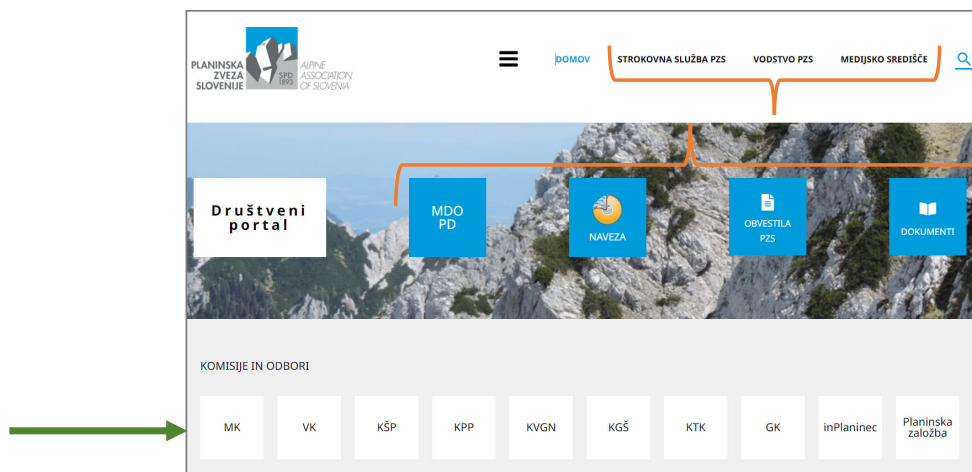 PLANINSKA
ZVEZA
SLOVENIJE
SPD
1893
ALPINE
ASSOCIATION
OF SLOVENIA
DOMOV STROKOVNA SLUŽBA PZS VODSTVO PZS MEDIJSKO SREDIŠČE
Društveni
portal
MDO
PD
NAVEZA
OBVESTILA
PZS
DOKUMENTI
KOMISIJE IN ODBORI
MK VK KŠP KPP KVGN KGŠ KTK GK inPlaninec Planinska
založba